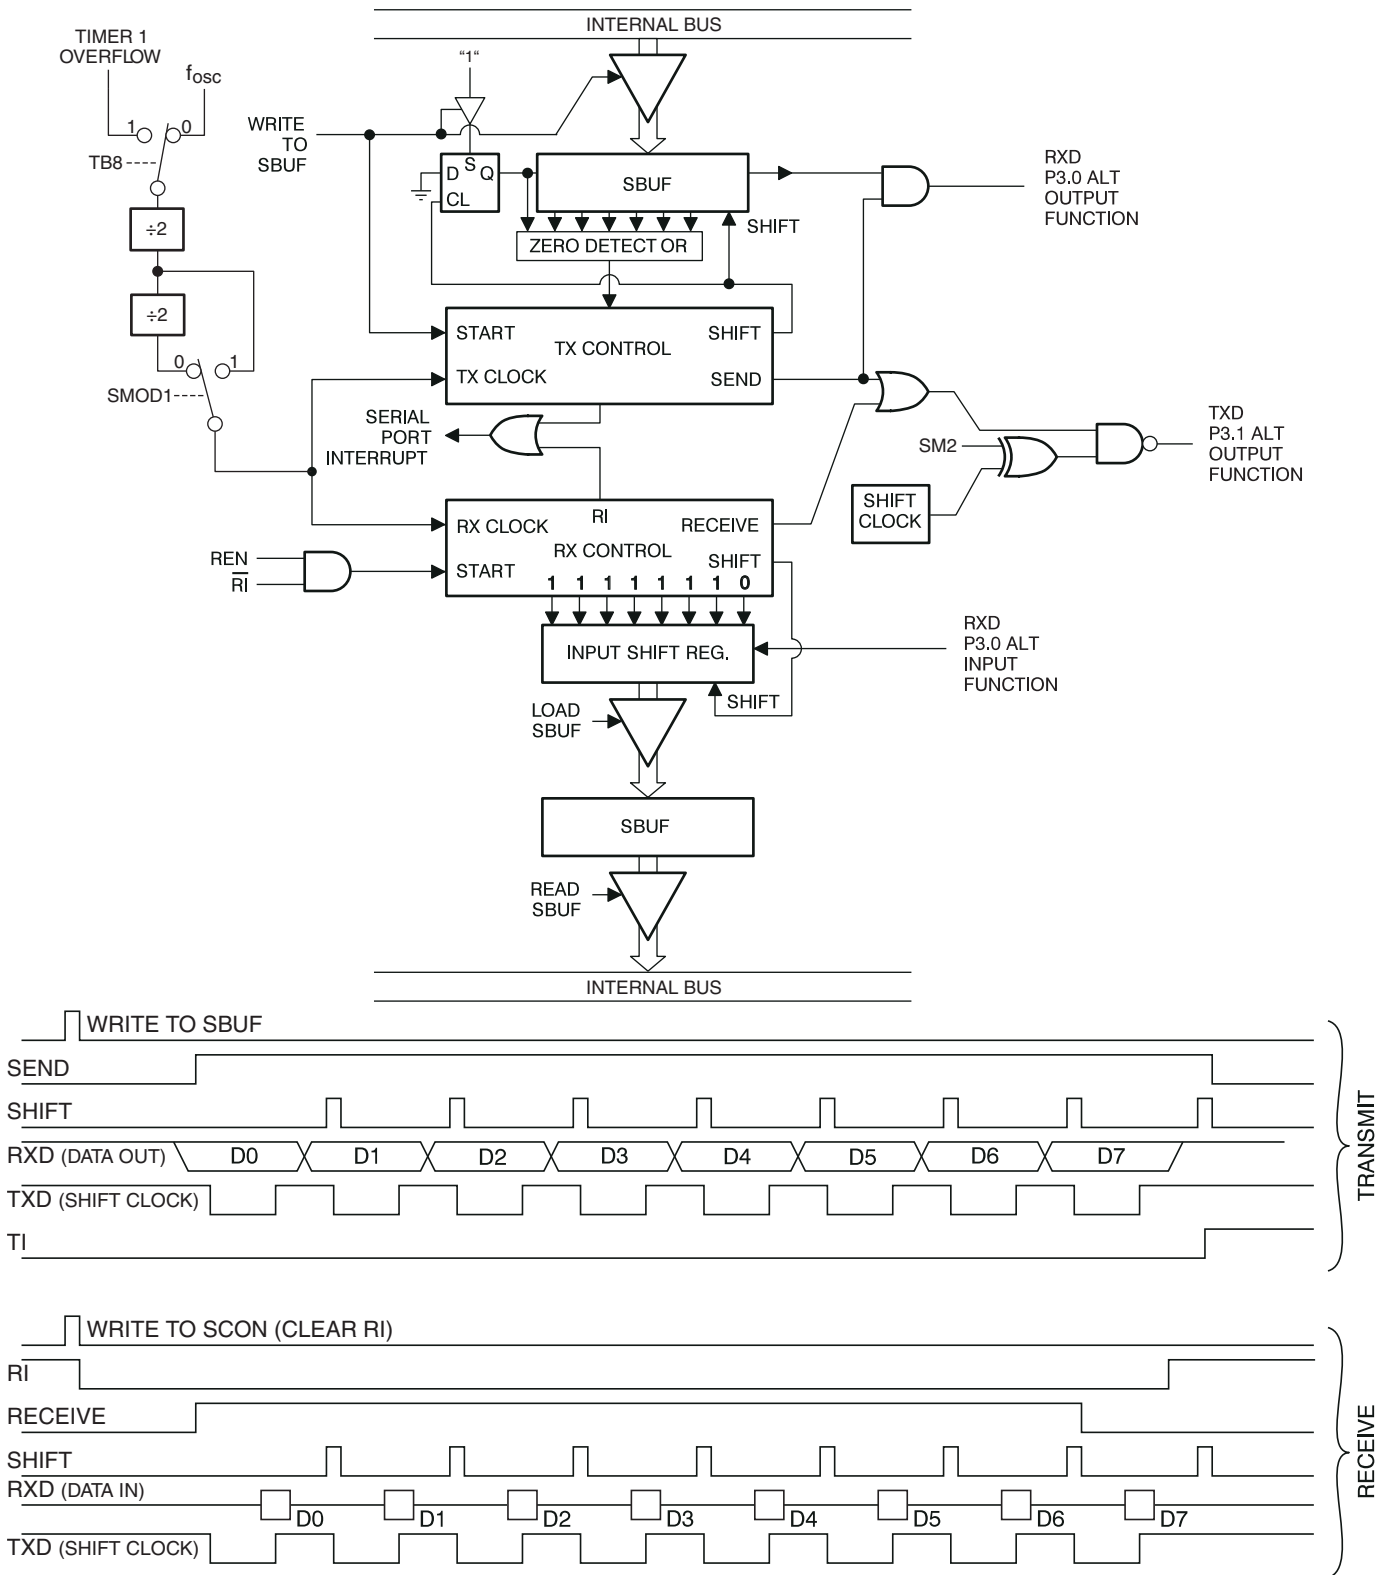 INTERNAL BUS
TIMER 1
OVERFLOW
fosc
"1"
1
0
TB8
WRITE
TO
SBUF
D
S
Q
CL
SBUF
RXD
P3.0 ALT
OUTPUT
FUNCTION
÷2
SHIFT
ZERO DETECT OR
÷2
START
TX CONTROL
SHIFT
TX CLOCK
SEND
0
1
SMOD1
SERIAL
PORT
INTERRUPT
SM2
TXD
P3.1 ALT
OUTPUT
FUNCTION
SHIFT
CLOCK
RX CLOCK
RI
RECEIVE
RX CONTROL
SHIFT
START
1 1 1 1 1 1 1 0
REN
R̅I̅
INPUT SHIFT REG.
RXD
P3.0 ALT
INPUT
FUNCTION
SHIFT
LOAD
SBUF
SBUF
READ
SBUF
INTERNAL BUS
WRITE TO SBUF
SEND
SHIFT
RXD (DATA OUT) D0 D1 D2 D3 D4 D5 D6 D7
TXD (SHIFT CLOCK)
TI
TRANSMIT
WRITE TO SCON (CLEAR RI)
RI
RECEIVE
SHIFT
RXD (DATA IN) D0 D1 D2 D3 D4 D5 D6 D7
TXD (SHIFT CLOCK)
RECEIVE